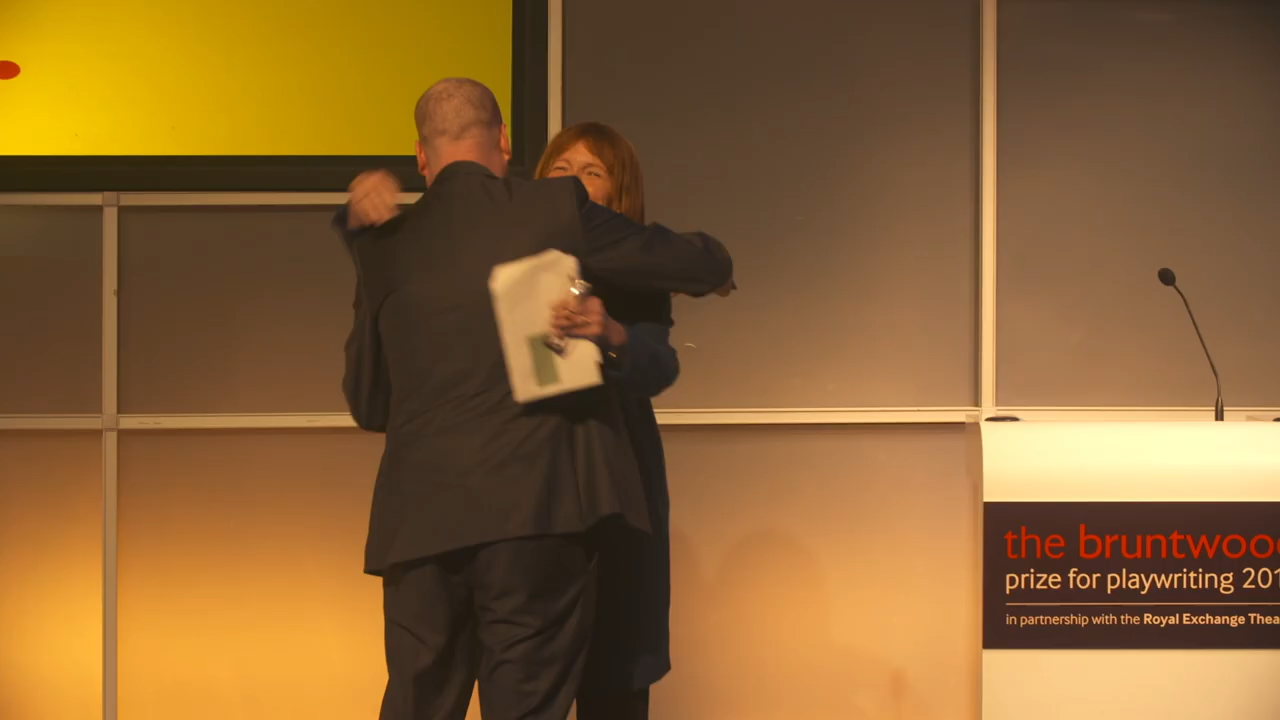 the bruntwoo
prize for playwriting 201
in partnership with the Royal Exchange Thea